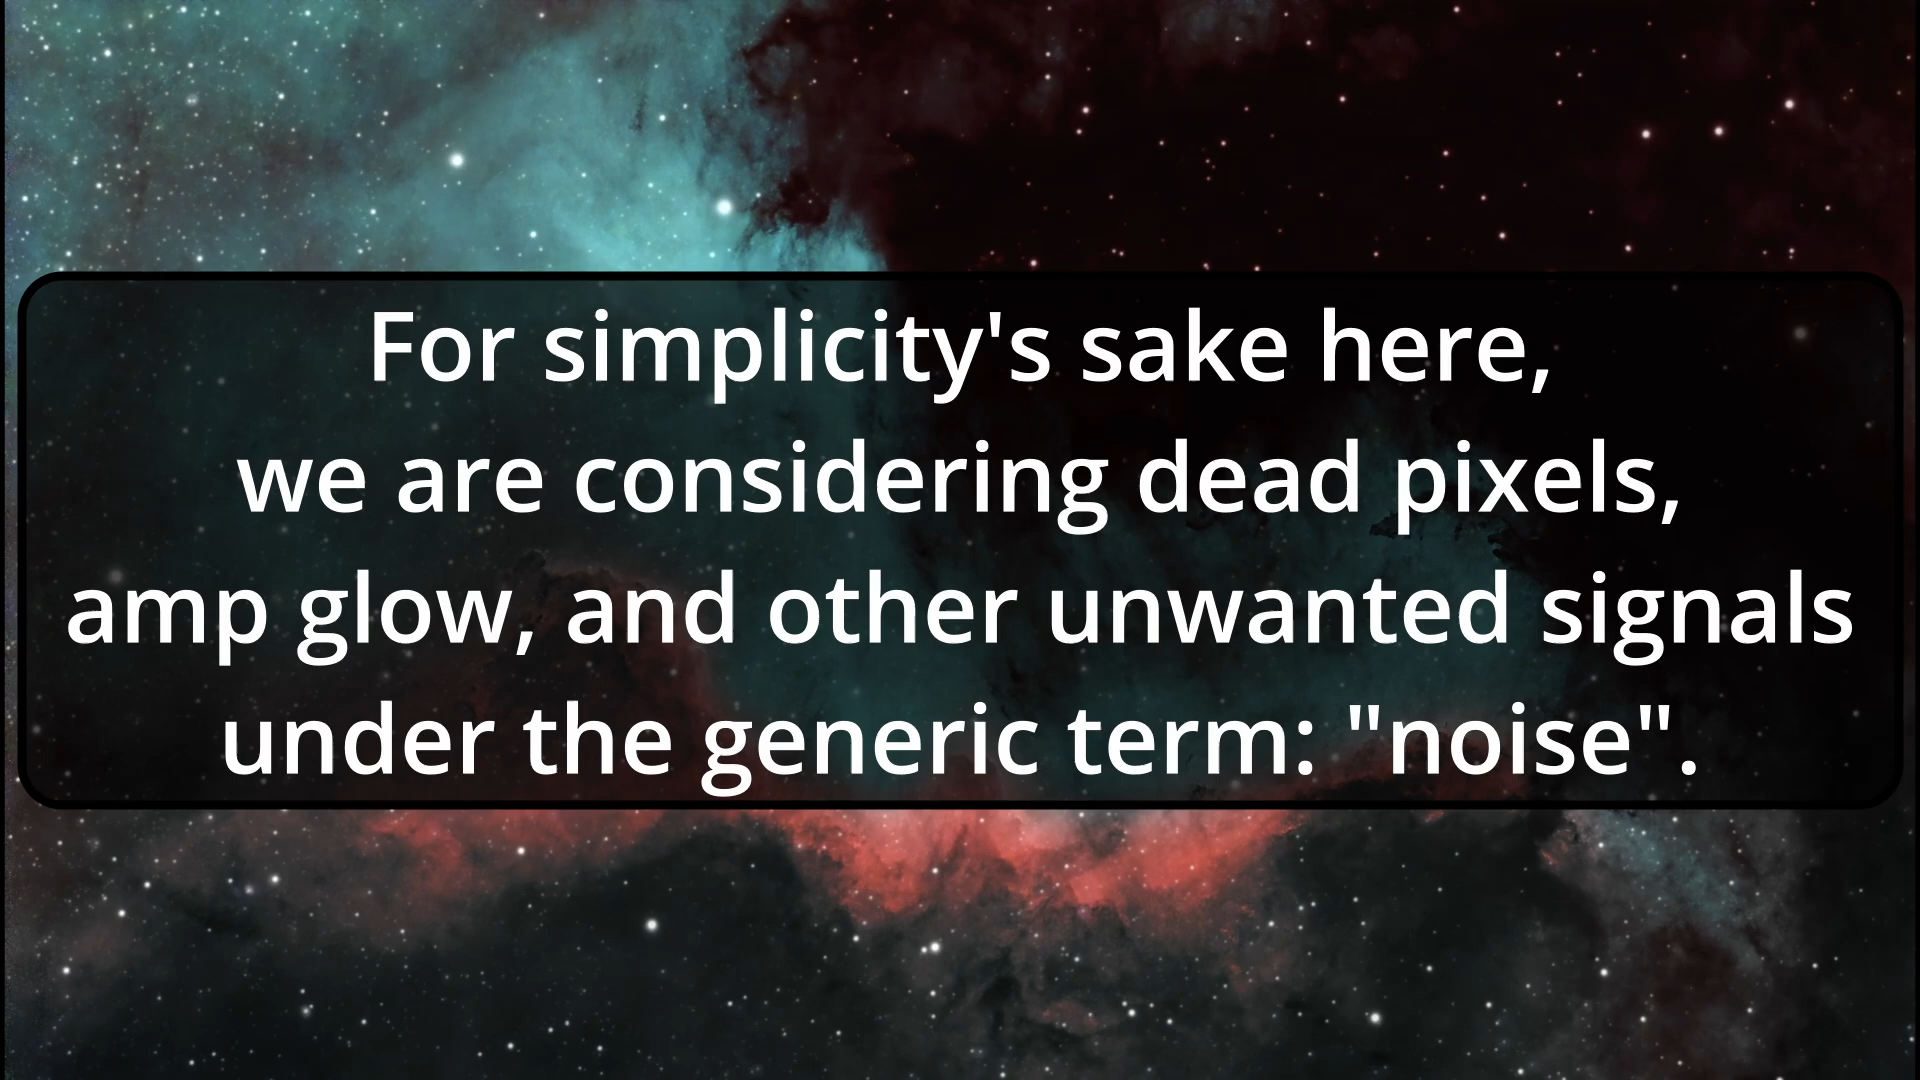 For simplicity's sake here,
we are considering dead pixels,
amp glow, and other unwanted signals
under the generic term: "noise".